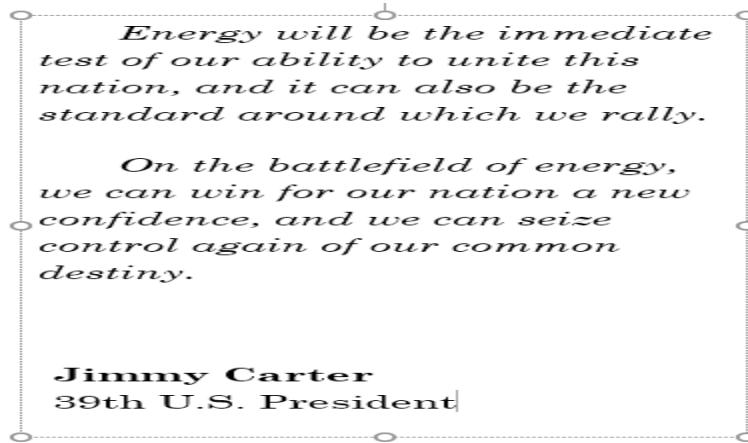 Energy will be the immediate
test of our ability to unite this
nation, and it can also be the
standard around which we rally.
On the battlefield of energy,
we can win for our nation a new
confidence, and we can seize
control again of our common
destiny.
Jimmy Carter
39th U.S. President